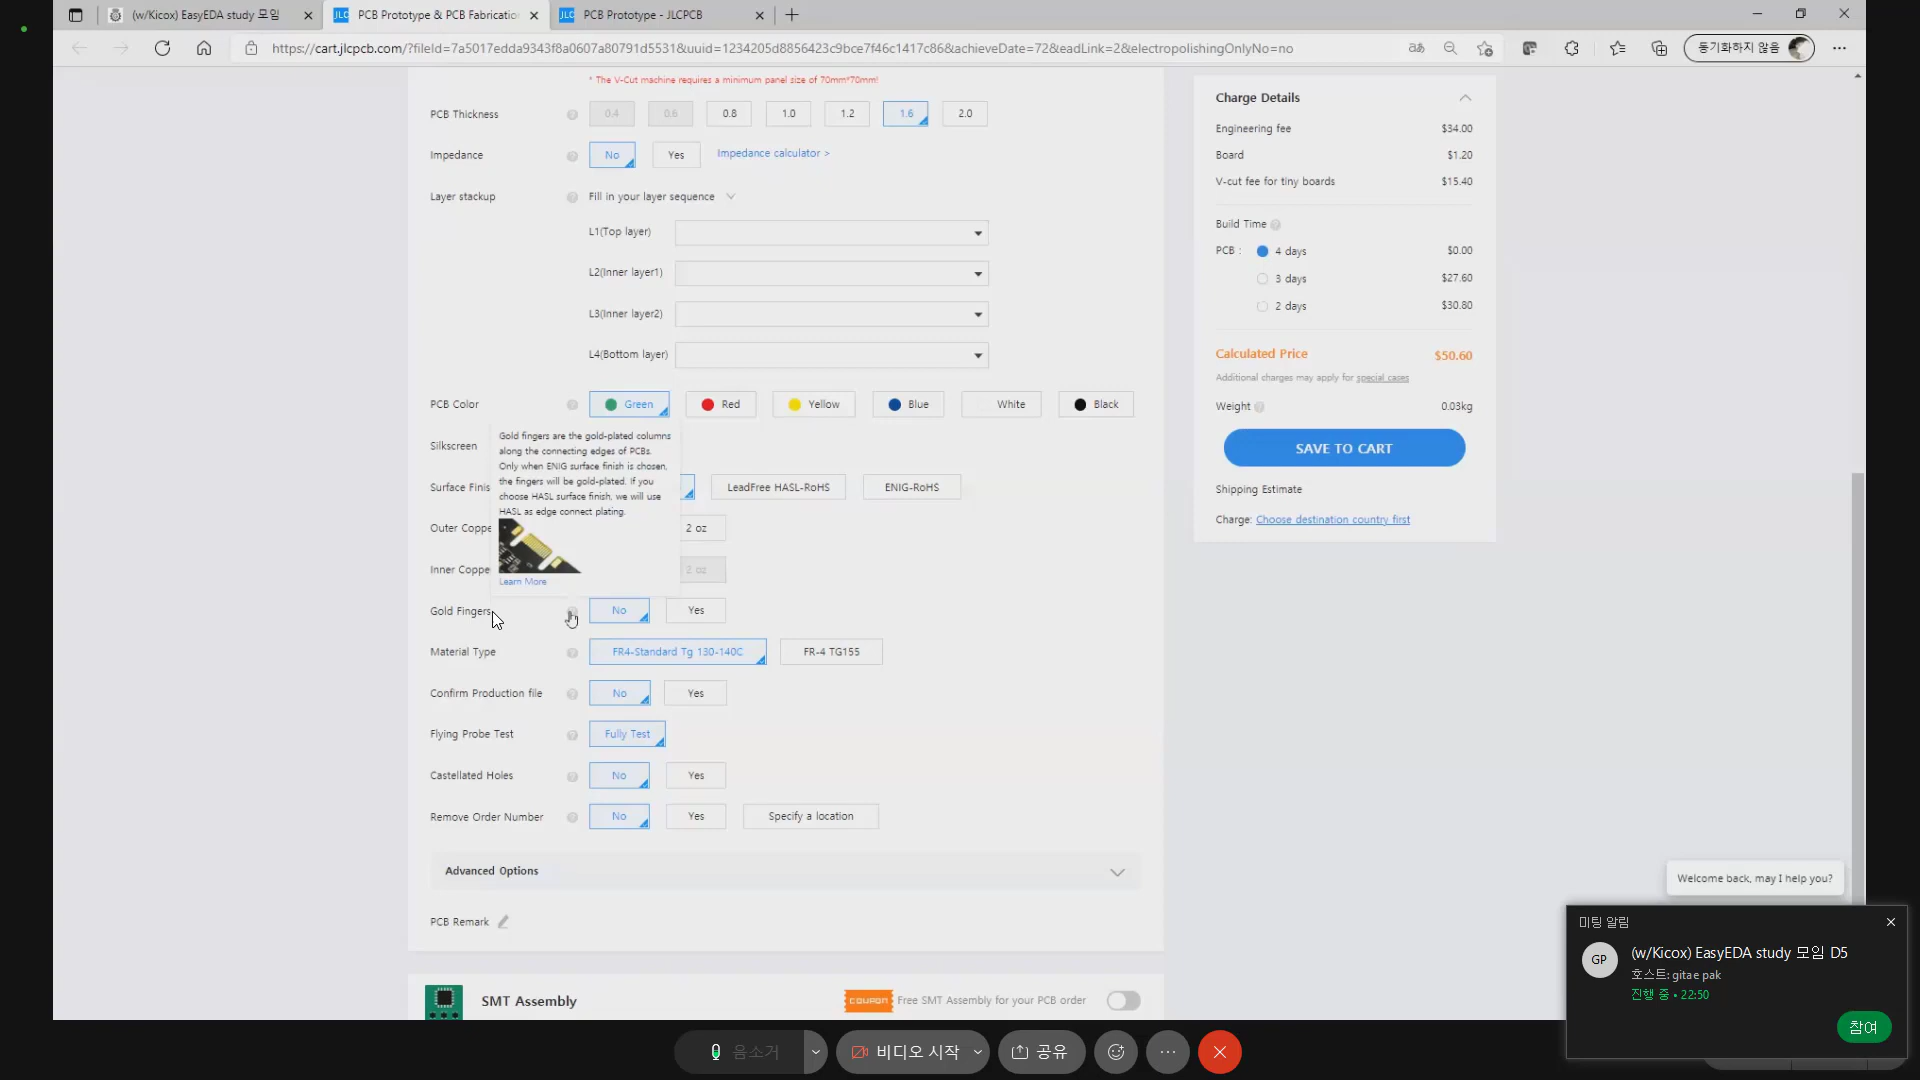 (w/Kicox) EasyEDA study 모임
PCB Prototype & PCB Fabricatio
PCB Prototype - JLCPCB
https://cart.jlcpcb.com/?fileId=7a5017edda9343f8a0607a80791d5531&uuid=1234205d8856423c9bce7f46c1417c86&achieveDate=72&eadLink=2&electropolishingOnlyNo=no
동기화하지 않음
* The V-Cut machine requires a minimum panel size of 70mm*70mm!
PCB Thickness
0.4
0.6
0.8
1.0
1.2
1.6
2.0
Impedance
No
Yes
Impedance calculator >
Layer stackup
Fill in your layer sequence
L1(Top layer)
L2(Inner layer1)
L3(Inner layer2)
L4(Bottom layer)
PCB Color
Green
Red
Yellow
Blue
White
Black
Silkscreen
Gold fingers are the gold-plated columns
along the connecting edges of PCBs.
Only when ENIG surface finish is chosen,
the fingers will be gold-plated. If you
choose HASL surface finish, we will use
HASL as edge connect plating.
Learn More
Surface Finis
LeadFree HASL-RoHS
ENIG-RoHS
Outer Coppe
2 oz
Inner Coppe
2 oz
Gold Fingers
No
Yes
Material Type
FR4-Standard Tg 130-140C
FR-4 TG155
Confirm Production file
No
Yes
Flying Probe Test
Fully Test
Castellated Holes
No
Yes
Remove Order Number
No
Yes
Specify a location
Advanced Options
PCB Remark
SMT Assembly
COUPON
Free SMT Assembly for your PCB order
Charge Details
Engineering fee
$34.00
Board
$1.20
V-cut fee for tiny boards
$15.40
Build Time
PCB :
4 days
$0.00
3 days
$27.60
2 days
$30.80
Calculated Price
$50.60
Additional charges may apply for special cases
Weight
0.03kg
SAVE TO CART
Shipping Estimate
Charge: Choose destination country first
Welcome back, may I help you?
미팅 알림
GP
(w/Kicox) EasyEDA study 모임 D5
호스트: gitae pak
진행 중 • 22:50
참여
음소거
비디오 시작
공유